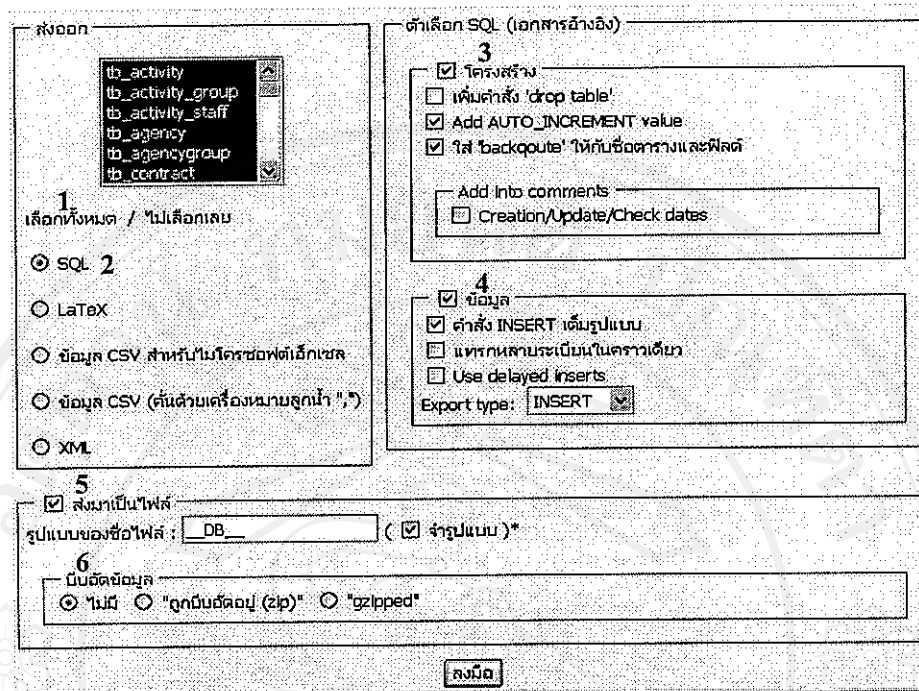 ส่งออก
tb_activity
tb_activity_group
tb_activity_staff
tb_agency
tb_agencygroup
tb_contract
1
เลือกทั้งหมด / ไม่เลือกเลย
SQL 2
LaTeX
ข้อมูล CSV สำหรับไมโครซอฟต์เอ็กเซล
ข้อมูล CSV (คั่นด้วยเครื่องหมายลูกน้ำ ",")
XML
ตัวเลือก SQL (เอกสารอ้างอิง)
3
โครงสร้าง
เพิ่มคำสั่ง 'drop table'
Add AUTO_INCREMENT value
ใส่ 'backqoute' ให้กับชื่อตารางและฟิลด์
Add into comments
Creation/Update/Check dates
4
ข้อมูล
คำสั่ง INSERT เต็มรูปแบบ
แทรกหลายระเบียนในคราวเดียว
Use delayed inserts
Export type: INSERT
5
ส่งมาเป็นไฟล์
รูปแบบของชื่อไฟล์ : __DB__ ( จำรูปแบบ )*
6
บีบอัดข้อมูล
ไม่มี "ถูกบีบอัดอยู่ (zip)" "gzipped"
ลงมือ